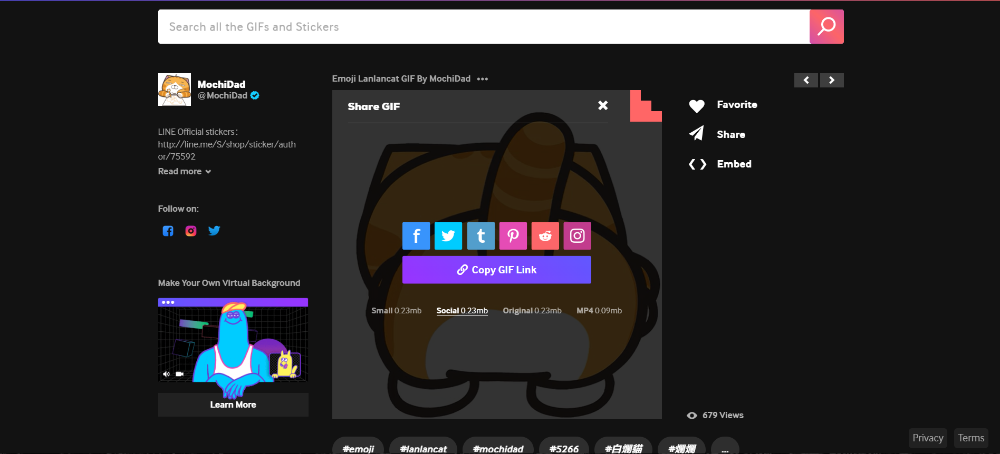 Search all the GIFs and Stickers
MochiDad
@MochiDad
LINE Official stickers：
http://line.me/S/shop/sticker/auth
or/75592
Read more
Follow on:
Make Your Own Virtual Background
Learn More
Emoji Lanlancat GIF By MochiDad •••
Share GIF
Copy GIF Link
Small 0.23mb Social 0.23mb Original 0.23mb MP4 0.09mb
Favorite
Share
Embed
679 Views
#emoji #lanlancat #mochidad #5266 #白爛貓 #爛爛 ...
Privacy Terms